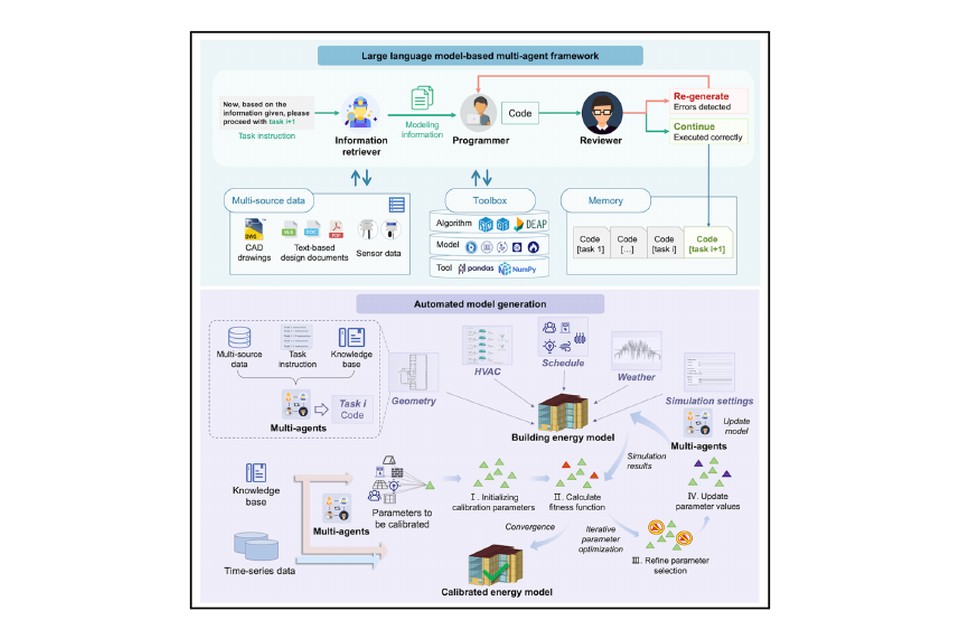 Large language model-based multi-agent framework
Now, based on the
information given, please
proceed with task i+1
Task instruction
Information
retriever
Modeling
information
Programmer
Code
Reviewer
Re-generate
Errors detected
Continue
Executed correctly
Multi-source data
CAD
drawings
Text-based
design documents
Sensor data
Toolbox
Algorithm
DEAP
Model
Tool
pandas
NumPy
Memory
Code
[task 1]
Code
[...]
Code
[task i]
Code
[task i+1]
Automated model generation
Multi-source
data
Task
instruction
Knowledge
base
Multi-agents
Task i
Code
Geometry
HVAC
Schedule
Weather
Simulation settings
Building energy model
Multi-agents
Update
model
Simulation
results
Knowledge
base
Time-series data
Multi-agents
Parameters to
be calibrated
Ⅰ. Initializing
calibration parameters
Ⅱ. Calculate
fitness function
Ⅳ. Update
parameter values
Convergence
Iterative
parameter
optimization
Ⅲ. Refine parameter
selection
Calibrated energy model